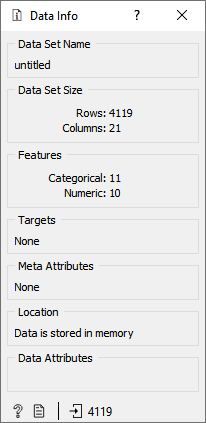 Data Info
Data Set Name
untitled
Data Set Size
Rows: 4119
Columns: 21
Features
Categorical: 11
Numeric: 10
Targets
None
Meta Attributes
None
Location
Data is stored in memory
Data Attributes
4119